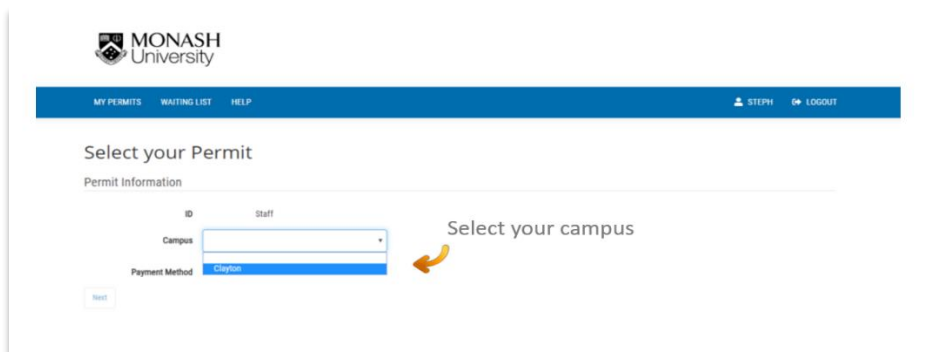 MONASH
University
MY PERMITS WAITING LIST HELP STEPH LOGOUT
Select your Permit
Permit Information
ID Staff
Campus
Select your campus
Clayton
Payment Method
Next